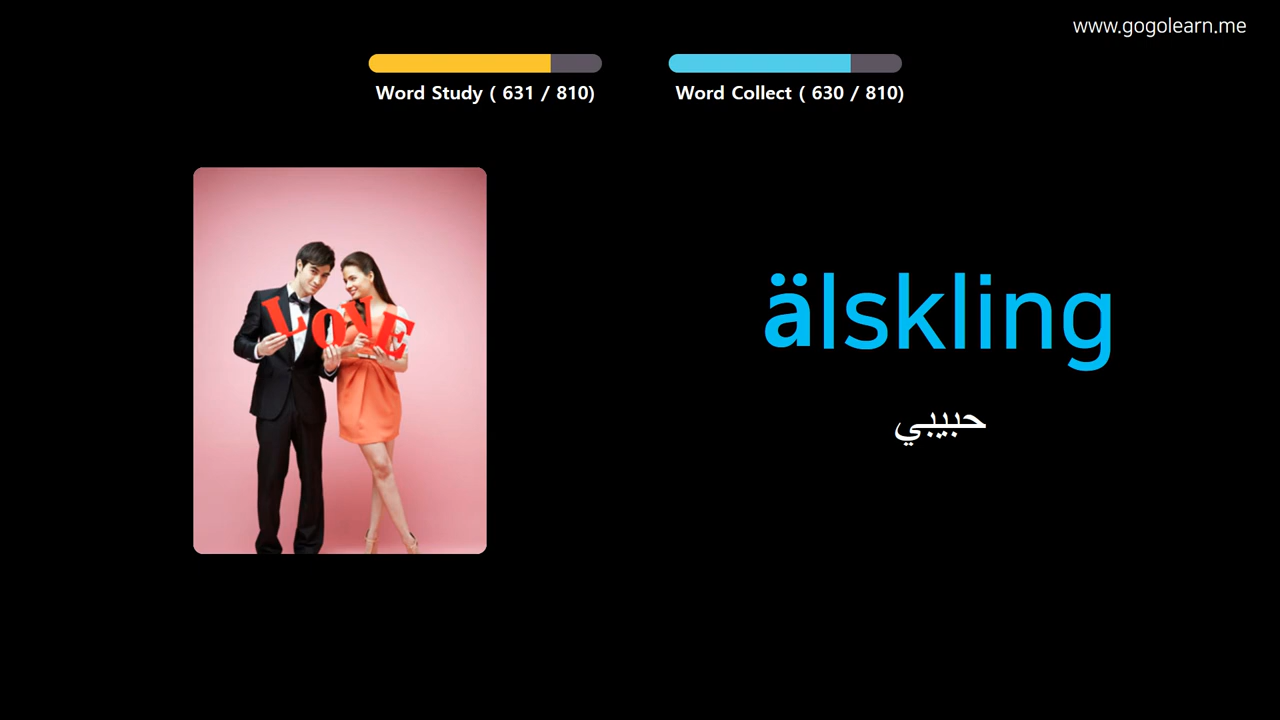 www.gogolearn.me
Word Study ( 631 / 810)
Word Collect ( 630 / 810)
LOVE
älskling
حبيبي